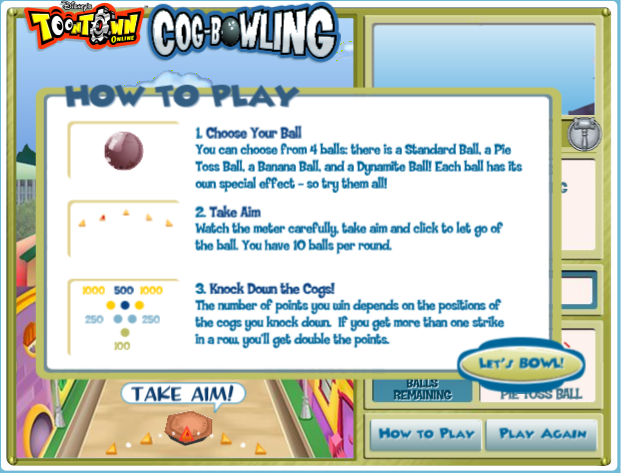 Disney's
TOONTOWN
ONLINE
COG-BOWLING
HOW TO PLAY
1. Choose Your Ball
You can choose from 4 balls: there is a Standard Ball, a Pie
Toss Ball, a Banana Ball, and a Dynamite Ball! Each ball has its
own special effect - so try them all!
2. Take Aim
Watch the meter carefully, take aim and click to let go of
the ball. You have 10 balls per round.
1000 500 1000
250 250
100
3. Knock Down the Cogs!
The number of points you win depends on the positions of
the cogs you knock down. If you get more than one strike
in a row, you'll get double the points.
LET'S BOWL!
TAKE AIM!
BALLS
REMAINING
PIE TOSS BALL
HOW TO PLAY
PLAY AGAIN